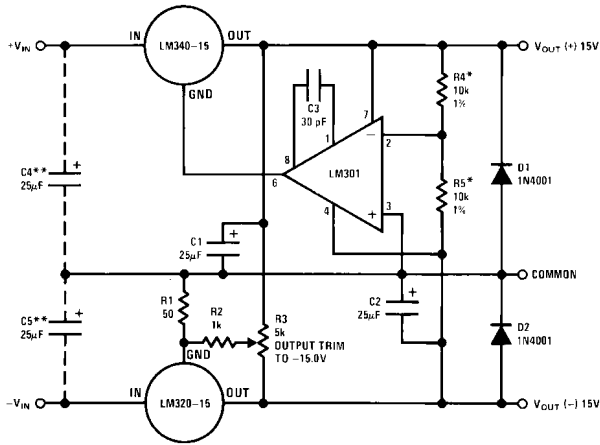 +VIN
IN
LM340-15
OUT
GND
VOUT (+) 15V
C3
30 pF
R4*
10k
1%
7
1
8
2
6
LM301
4
3
R5*
10k
1%
D1
1N4001
C4**
25μF
+
C1
25μF
+
COMMON
C5**
25μF
+
R1
50
R2
1k
R3
5k
OUTPUT TRIM
TO −15.0V
C2
25μF
+
D2
1N4001
GND
−VIN
IN
LM320-15
OUT
VOUT (−) 15V